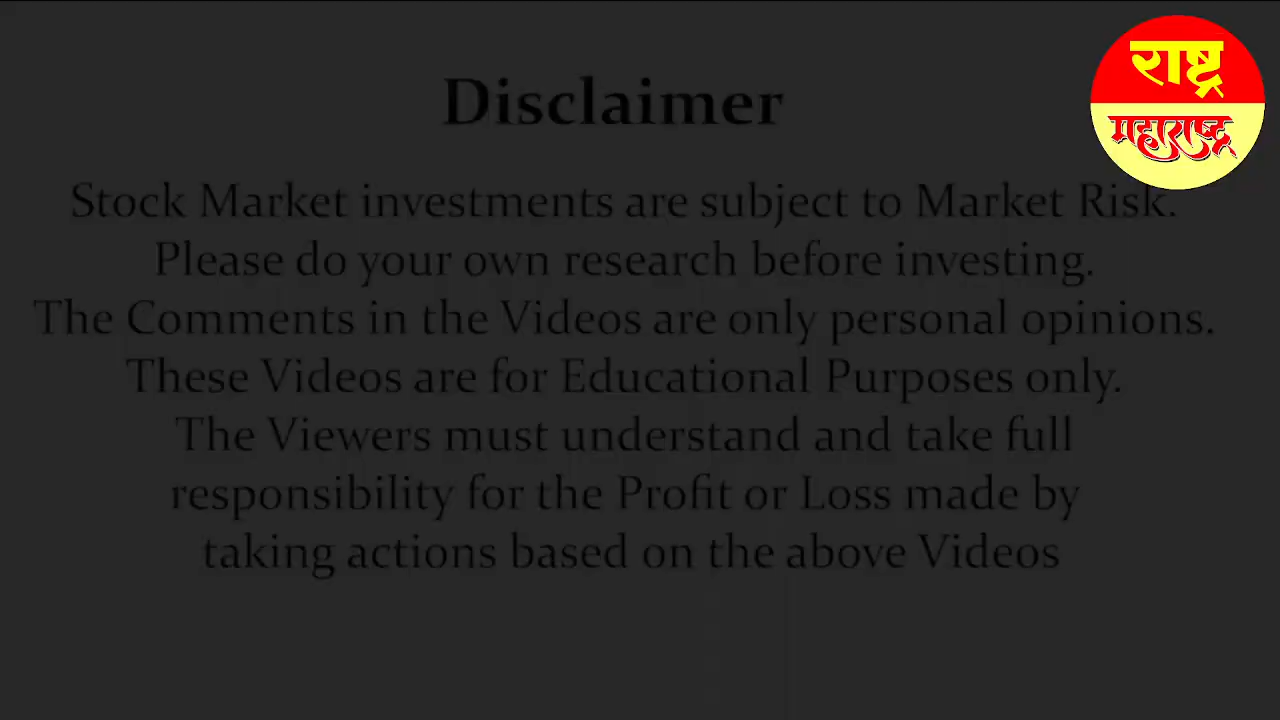 राष्ट्र
महाराष्ट्र
Disclaimer
Stock Market investments are subject to Market Risk.
Please do your own research before investing.
The Comments in the Videos are only personal opinions.
These Videos are for Educational Purposes only.
The Viewers must understand and take full
responsibility for the Profit or Loss made by
taking actions based on the above Videos